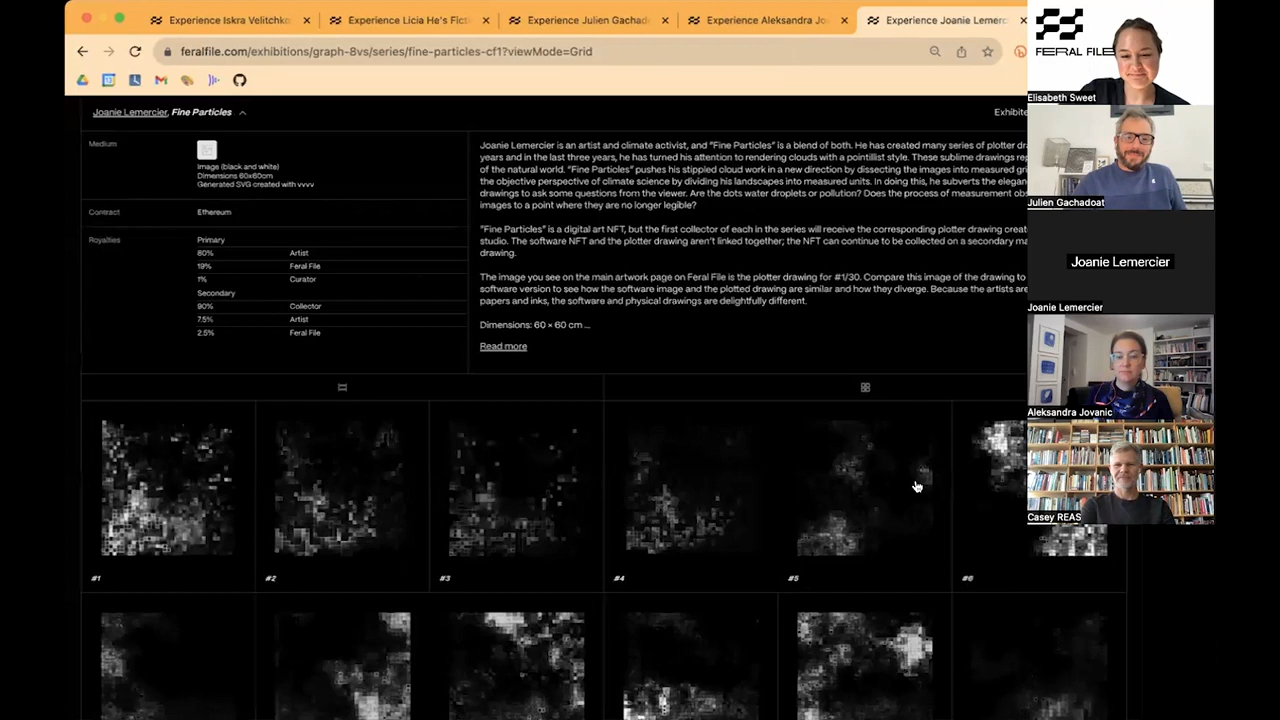 Experience Iskra Velitchko
Experience Licia He's Ficti
Experience Julien Gachado
Experience Aleksandra Jo
Experience Joanie Lemerc
feralfile.com/exhibitions/graph-8vs/series/fine-particles-cf1?viewMode=Grid
Joanie Lemercier, Fine Particles
Exhibite
Medium
Image (black and white)
Dimensions 60x60cm
Generated SVG created with vvvv
Contract
Ethereum
Royalties
Primary
80% Artist
19% Feral File
1% Curator
Secondary
90% Collector
7.5% Artist
2.5% Feral File
Joanie Lemercier is an artist and climate activist, and "Fine Particles" is a blend of both. He has created many series of plotter dra
years and in the last three years, he has turned his attention to rendering clouds with a pointillist style. These sublime drawings rep
of the natural world. "Fine Particles" pushes his stippled cloud work in a new direction by dissecting the images into measured gri
the objective perspective of climate science by dividing his landscapes into measured units. In doing this, he subverts the elegan
drawings to ask some questions from the viewer. Are the dots water droplets or pollution? Does the process of measurement obs
images to a point where they are no longer legible?
"Fine Particles" is a digital art NFT, but the first collector of each in the series will receive the corresponding plotter drawing create
studio. The software NFT and the plotter drawing aren't linked together; the NFT can continue to be collected on a secondary ma
drawing.
The image you see on the main artwork page on Feral File is the plotter drawing for #1/30. Compare this image of the drawing to
software version to see how the software image and the plotted drawing are similar and how they diverge. Because the artists are
papers and inks, the software and physical drawings are delightfully different.
Dimensions: 60 × 60 cm ...
Read more
#1
#2
#3
#4
#5
#6
FERAL FILE
Elisabeth Sweet
Julien Gachadoat
Joanie Lemercier
Joanie Lemercier
Aleksandra Jovanic
Casey REAS